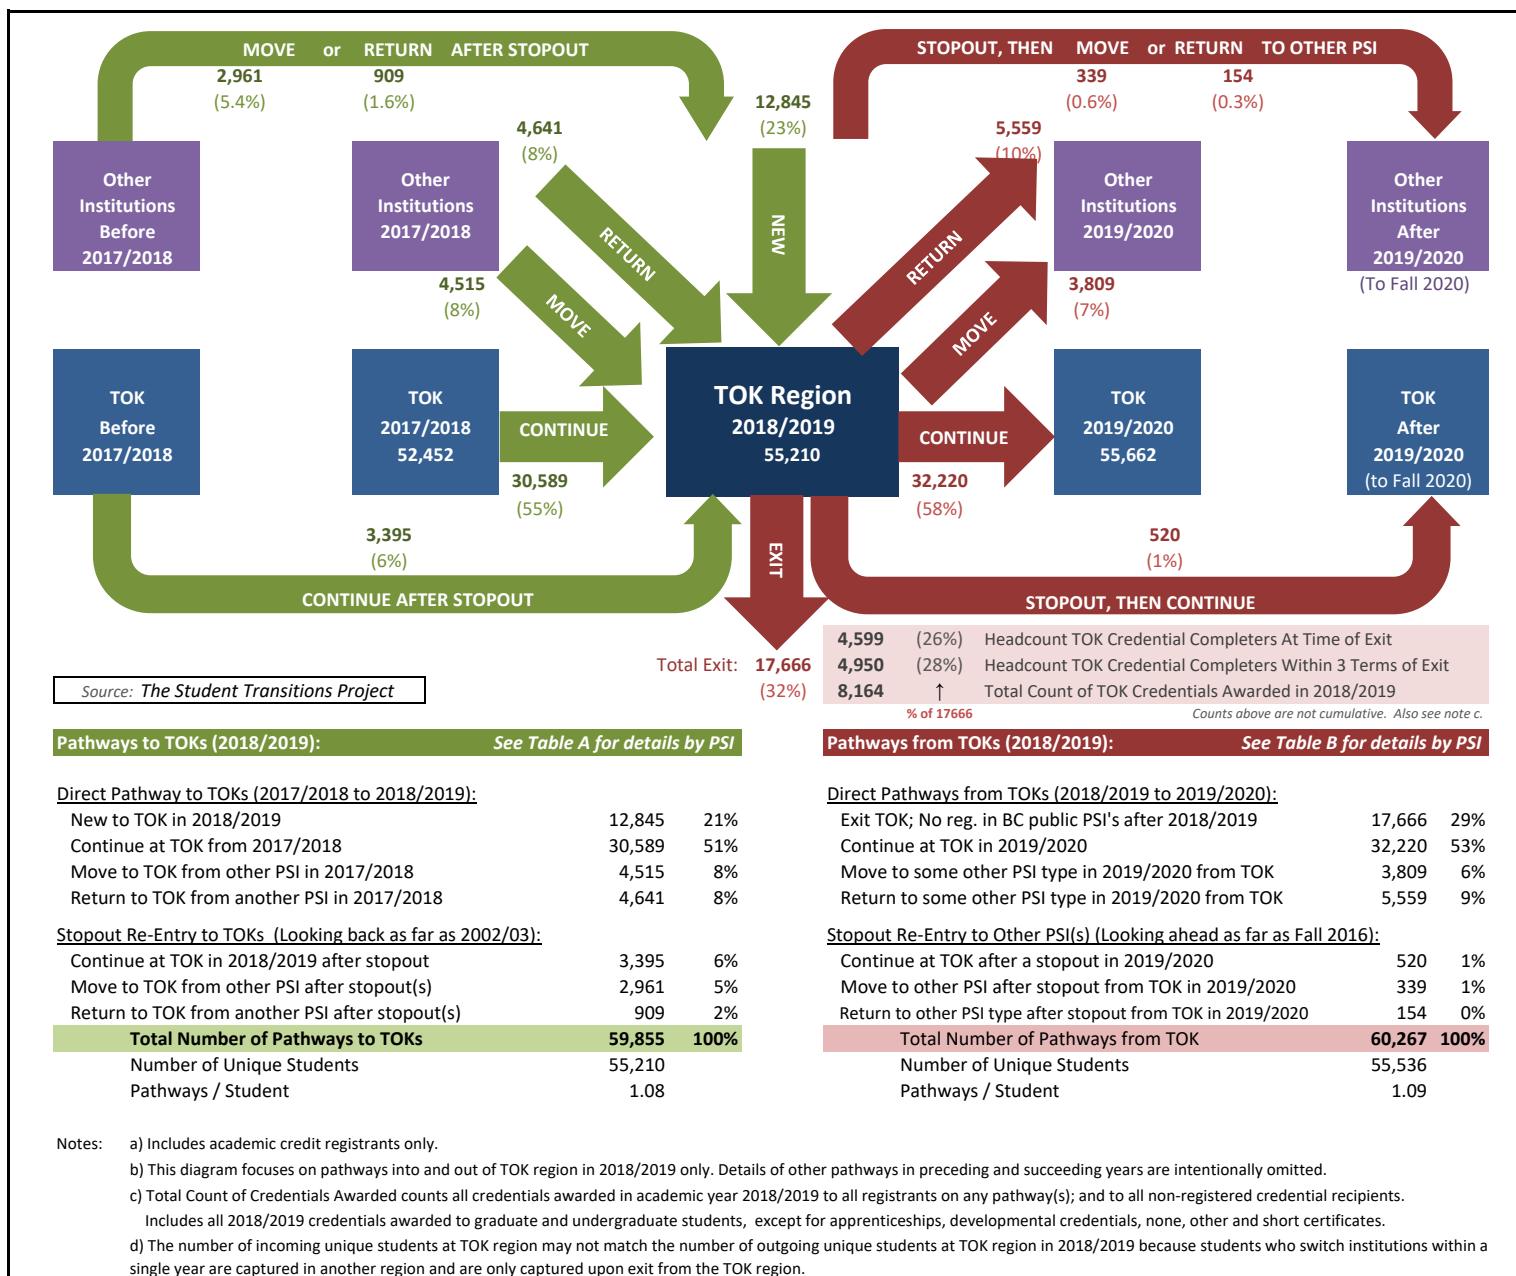 MOVE or RETURN AFTER STOPOUT
2,961 909
(5.4%) (1.6%)
STOPOUT, THEN MOVE or RETURN TO OTHER PSI
339 154
(0.6%) (0.3%)
12,845
(23%)
4,641
(8%)
5,559
(10%)
Other
Institutions
Before
2017/2018
Other
Institutions
2017/2018
RETURN
NEW
RETURN
Other
Institutions
2019/2020
Other
Institutions
After
2019/2020
(To Fall 2020)
4,515
(8%)
MOVE
MOVE
3,809
(7%)
TOK
Before
2017/2018
TOK
2017/2018
52,452
CONTINUE
30,589
(55%)
TOK Region
2018/2019
55,210
CONTINUE
32,220
(58%)
TOK
2019/2020
55,662
TOK
After
2019/2020
(to Fall 2020)
3,395
(6%)
CONTINUE AFTER STOPOUT
EXIT
520
(1%)
STOPOUT, THEN CONTINUE
Total Exit: 17,666
(32%)
4,599 (26%) Headcount TOK Credential Completers At Time of Exit
4,950 (28%) Headcount TOK Credential Completers Within 3 Terms of Exit
8,164 ↑ Total Count of TOK Credentials Awarded in 2018/2019
% of 17666 Counts above are not cumulative. Also see note c.
Source: The Student Transitions Project
Pathways to TOKs (2018/2019): See Table A for details by PSI
Direct Pathway to TOKs (2017/2018 to 2018/2019):
New to TOK in 2018/2019 12,845 21%
Continue at TOK from 2017/2018 30,589 51%
Move to TOK from other PSI in 2017/2018 4,515 8%
Return to TOK from another PSI in 2017/2018 4,641 8%
Stopout Re-Entry to TOKs (Looking back as far as 2002/03):
Continue at TOK in 2018/2019 after stopout 3,395 6%
Move to TOK from other PSI after stopout(s) 2,961 5%
Return to TOK from another PSI after stopout(s) 909 2%
Total Number of Pathways to TOKs 59,855 100%
Number of Unique Students 55,210
Pathways / Student 1.08
Pathways from TOKs (2018/2019): See Table B for details by PSI
Direct Pathways from TOKs (2018/2019 to 2019/2020):
Exit TOK; No reg. in BC public PSI's after 2018/2019 17,666 29%
Continue at TOK in 2019/2020 32,220 53%
Move to some other PSI type in 2019/2020 from TOK 3,809 6%
Return to some other PSI type in 2019/2020 from TOK 5,559 9%
Stopout Re-Entry to Other PSI(s) (Looking ahead as far as Fall 2016):
Continue at TOK after a stopout in 2019/2020 520 1%
Move to other PSI after stopout from TOK in 2019/2020 339 1%
Return to other PSI type after stopout from TOK in 2019/2020 154 0%
Total Number of Pathways from TOK 60,267 100%
Number of Unique Students 55,536
Pathways / Student 1.09
Notes: a) Includes academic credit registrants only.
b) This diagram focuses on pathways into and out of TOK region in 2018/2019 only. Details of other pathways in preceding and succeeding years are intentionally omitted.
c) Total Count of Credentials Awarded counts all credentials awarded in academic year 2018/2019 to all registrants on any pathway(s); and to all non-registered credential recipients.
Includes all 2018/2019 credentials awarded to graduate and undergraduate students, except for apprenticeships, developmental credentials, none, other and short certificates.
d) The number of incoming unique students at TOK region may not match the number of outgoing unique students at TOK region in 2018/2019 because students who switch institutions within a
single year are captured in another region and are only captured upon exit from the TOK region.